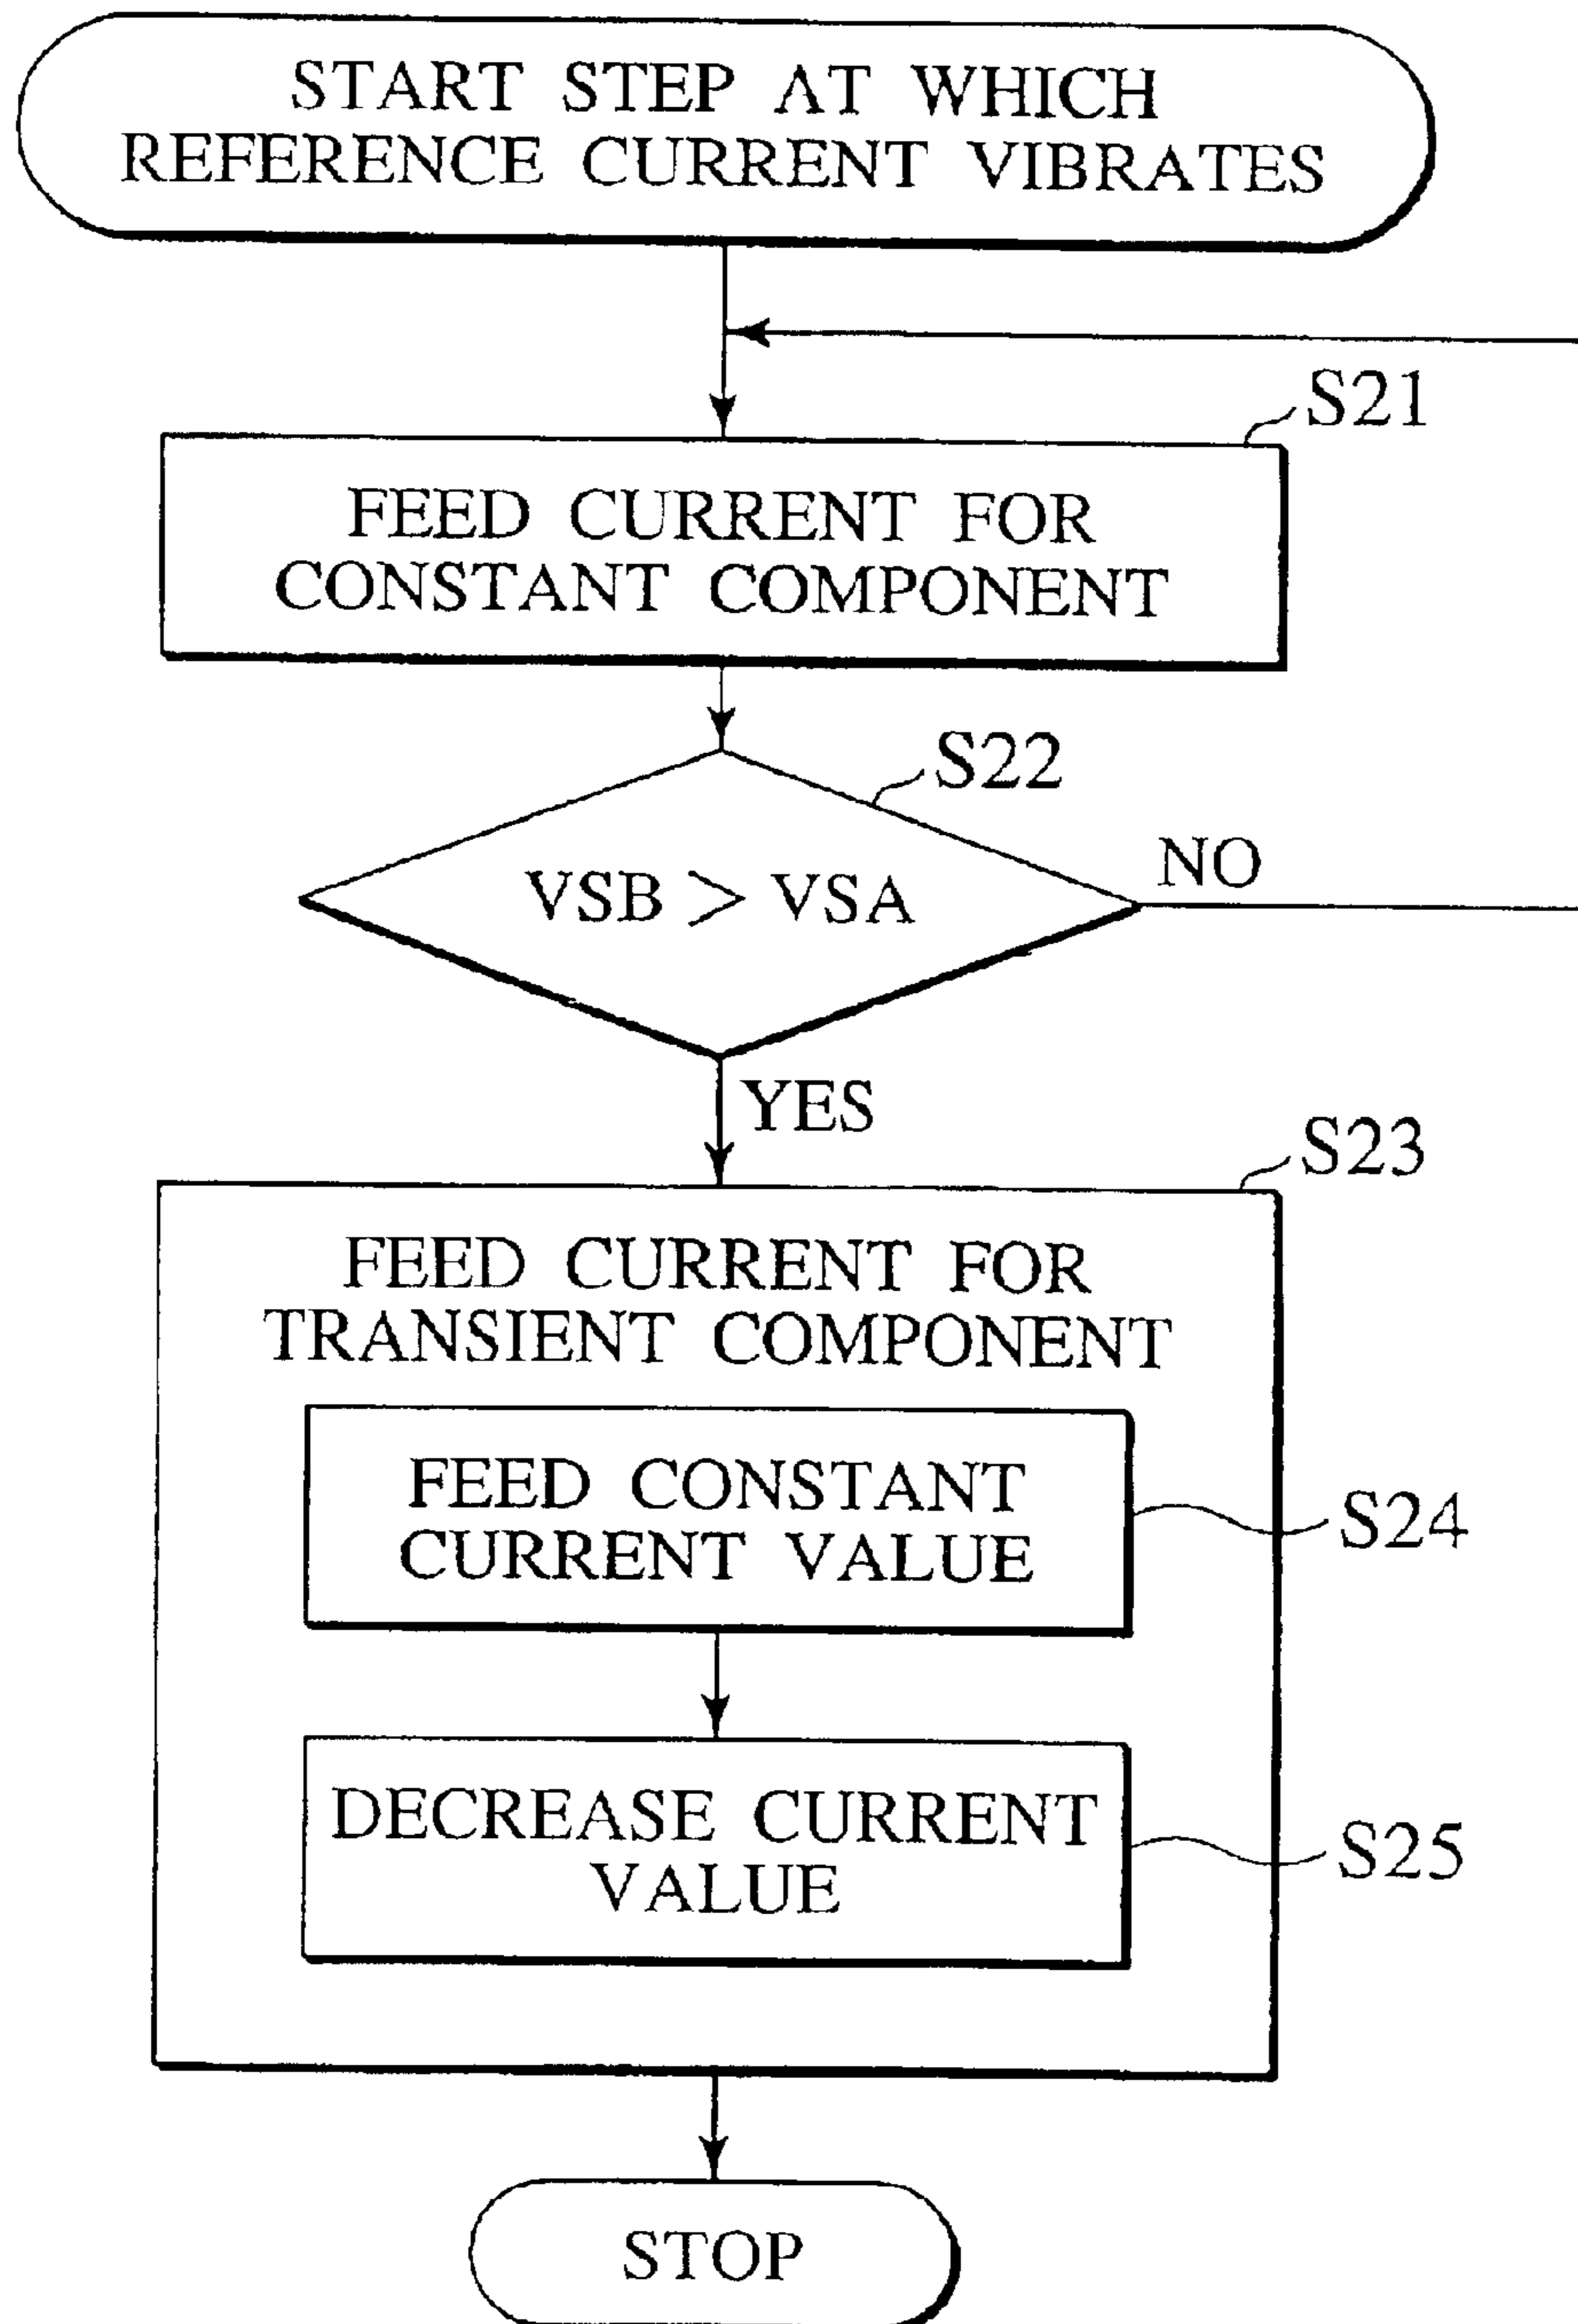 START STEP AT WHICH
REFERENCE CURRENT VIBRATES
S21
FEED CURRENT FOR
CONSTANT COMPONENT
S22
VSB > VSA
NO
YES
S23
FEED CURRENT FOR
TRANSIENT COMPONENT
FEED CONSTANT
CURRENT VALUE
S24
DECREASE CURRENT
VALUE
S25
STOP